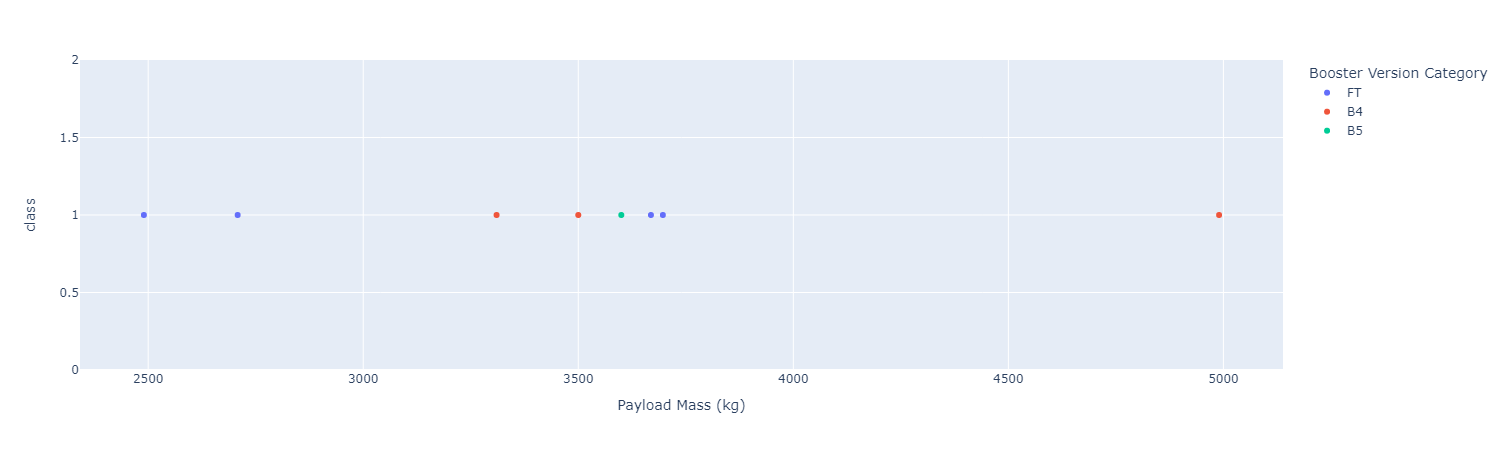 Booster Version Category
FT
B4
B5
2
1.5
1
0.5
0
class
2500 3000 3500 4000 4500 5000
Payload Mass (kg)